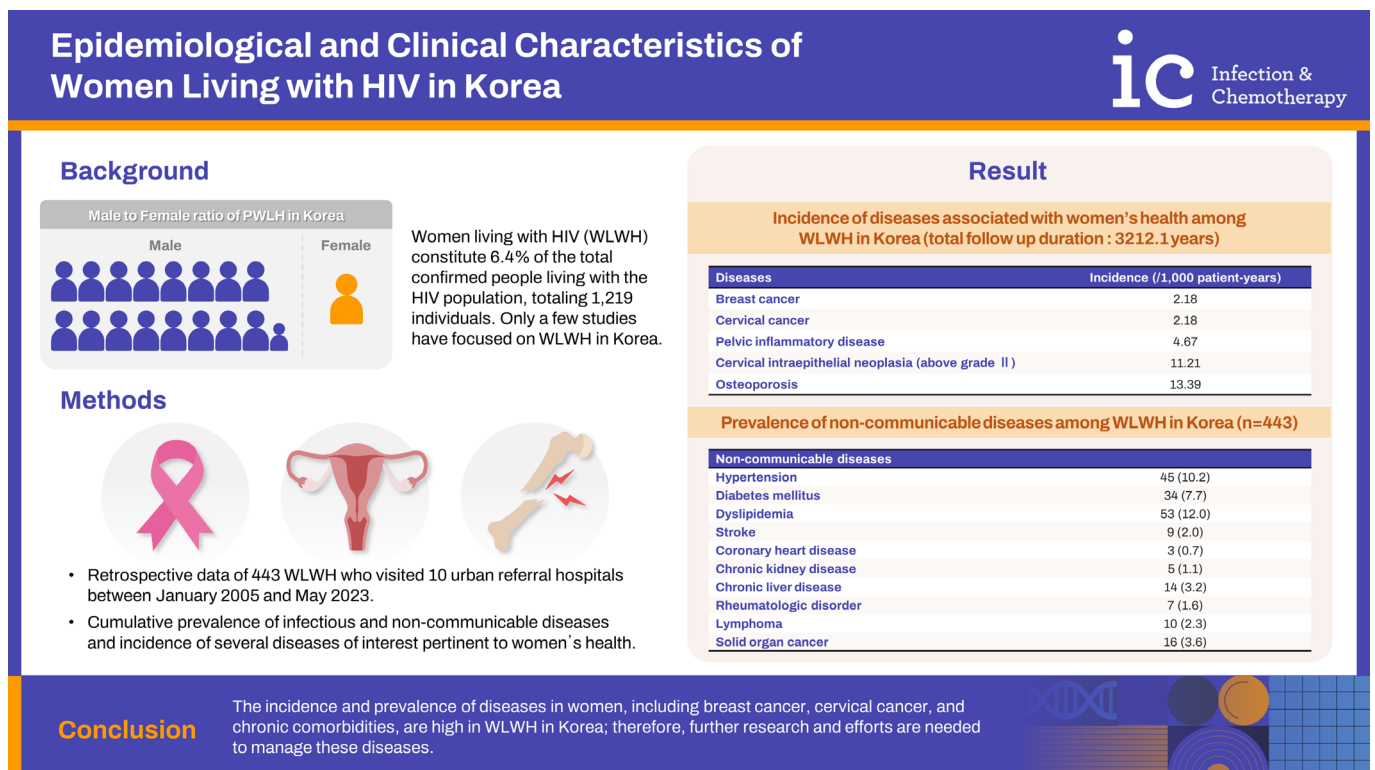 Epidemiological and Clinical Characteristics of
Women Living with HIV in Korea
ic
Infection &
Chemotherapy
Background
Male to Female ratio of PWLH in Korea
Male
Female
Women living with HIV (WLWH)
constitute 6.4% of the total
confirmed people living with the
HIV population, totaling 1,219
individuals. Only a few studies
have focused on WLWH in Korea.
Methods
• Retrospective data of 443 WLWH who visited 10 urban referral hospitals
between January 2005 and May 2023.
• Cumulative prevalence of infectious and non-communicable diseases
and incidence of several diseases of interest pertinent to women’s health.
Result
Incidence of diseases associated with women’s health among
WLWH in Korea (total follow up duration : 3212.1 years)
Diseases Incidence (/1,000 patient-years)
Breast cancer 2.18
Cervical cancer 2.18
Pelvic inflammatory disease 4.67
Cervical intraepithelial neoplasia (above grade Ⅱ) 11.21
Osteoporosis 13.39
Prevalence of non-communicable diseases among WLWH in Korea (n=443)
Non-communicable diseases
Hypertension 45 (10.2)
Diabetes mellitus 34 (7.7)
Dyslipidemia 53 (12.0)
Stroke 9 (2.0)
Coronary heart disease 3 (0.7)
Chronic kidney disease 5 (1.1)
Chronic liver disease 14 (3.2)
Rheumatologic disorder 7 (1.6)
Lymphoma 10 (2.3)
Solid organ cancer 16 (3.6)
Conclusion
The incidence and prevalence of diseases in women, including breast cancer, cervical cancer, and
chronic comorbidities, are high in WLWH in Korea; therefore, further research and efforts are needed
to manage these diseases.